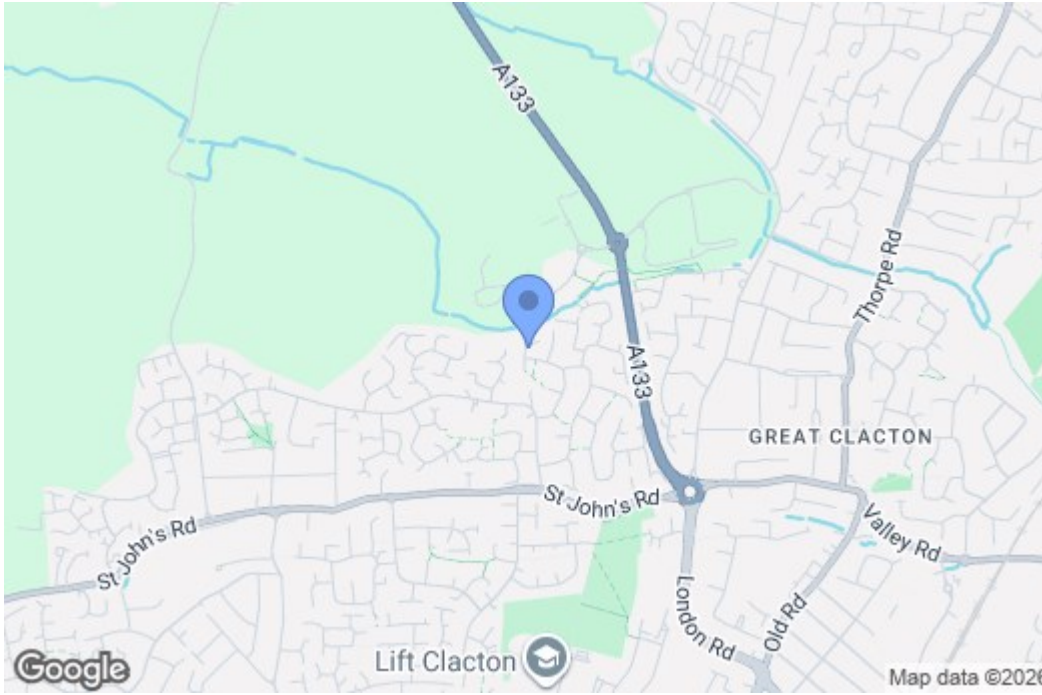 A133
Thorpe Rd
A133
GREAT CLACTON
St John's Rd
St John's Rd
Valley Rd
London Rd
Old Rd
Lift Clacton
Google
Map data ©2026